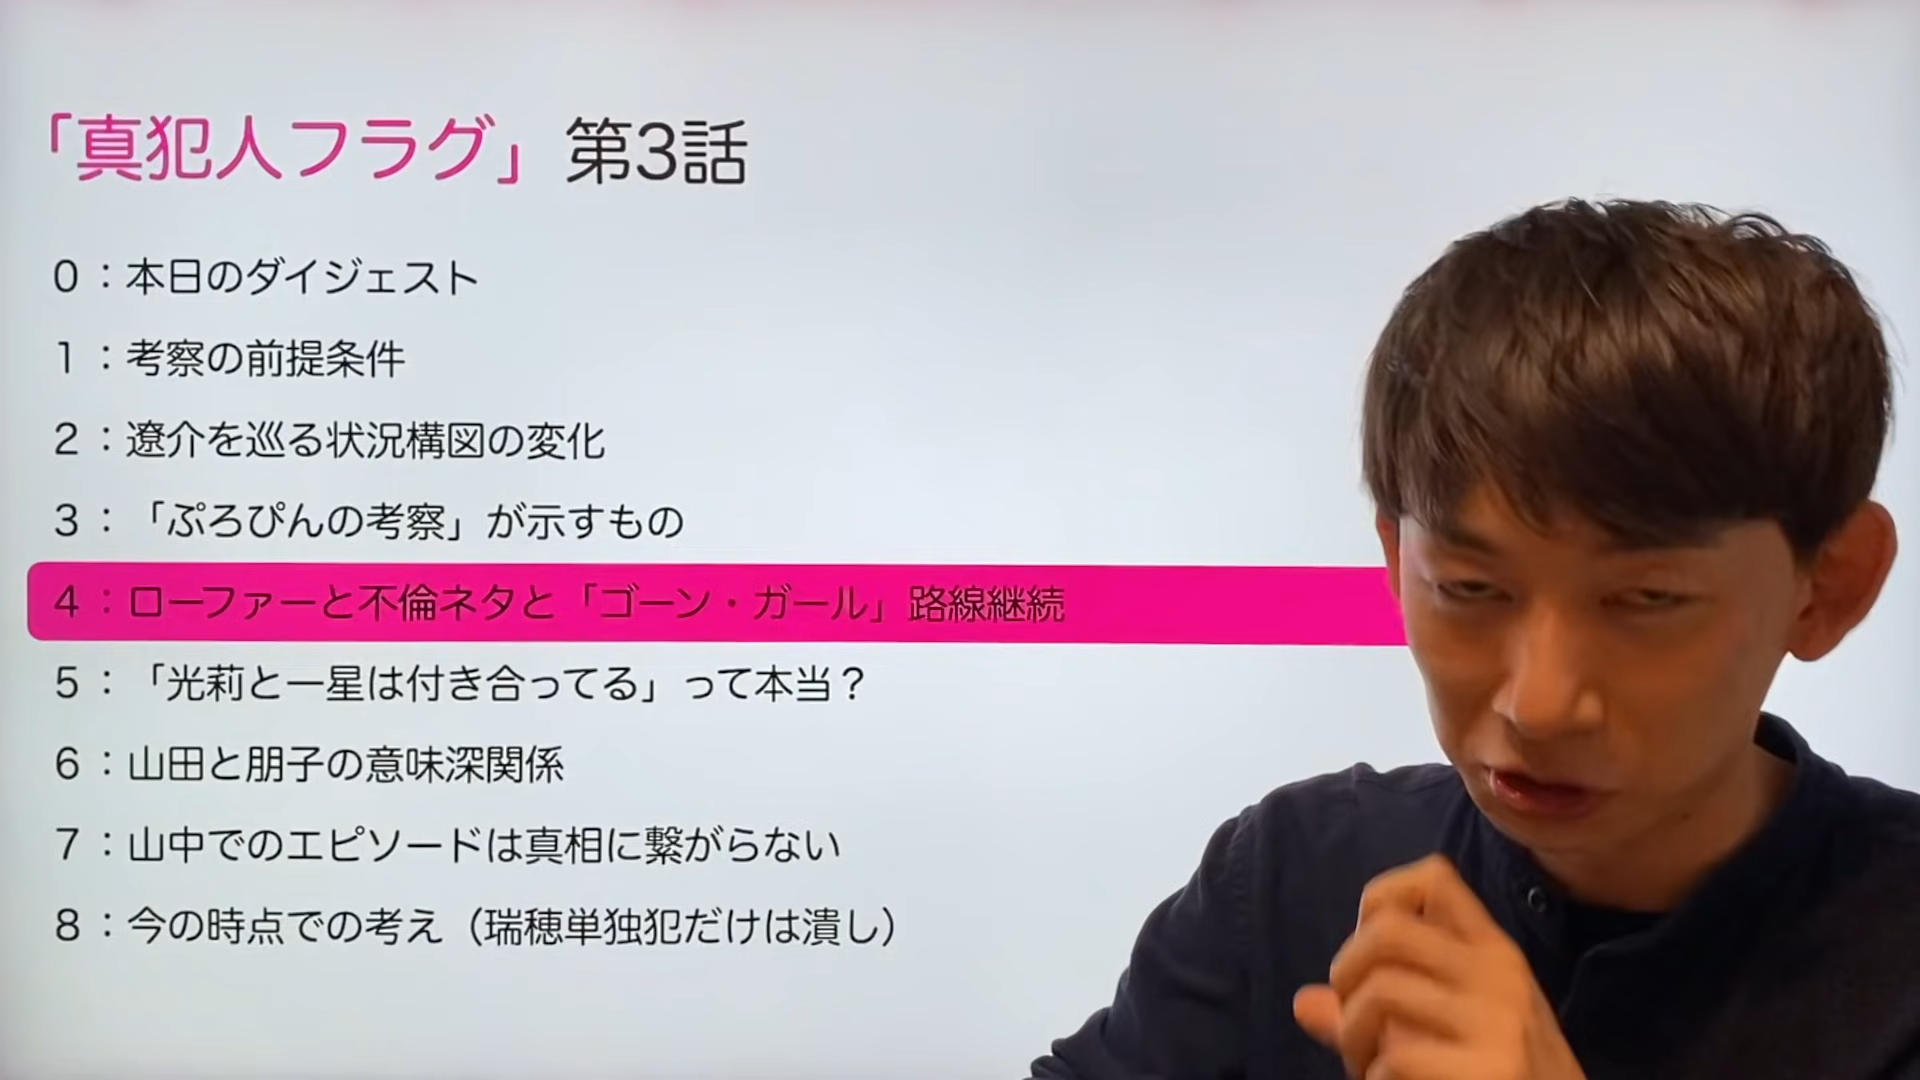 「真犯人フラグ」第3話
0：本日のダイジェスト
1：考察の前提条件
2：遼介を巡る状況構図の変化
3：「ぷろぴんの考察」が示すもの
4：ローファーと不倫ネタと「ゴーン・ガール」路線継続
5：「光莉と一星は付き合ってる」って本当？
6：山田と朋子の意味深関係
7：山中でのエピソードは真相に繋がらない
8：今の時点での考え（瑞穂単独犯だけは潰し）